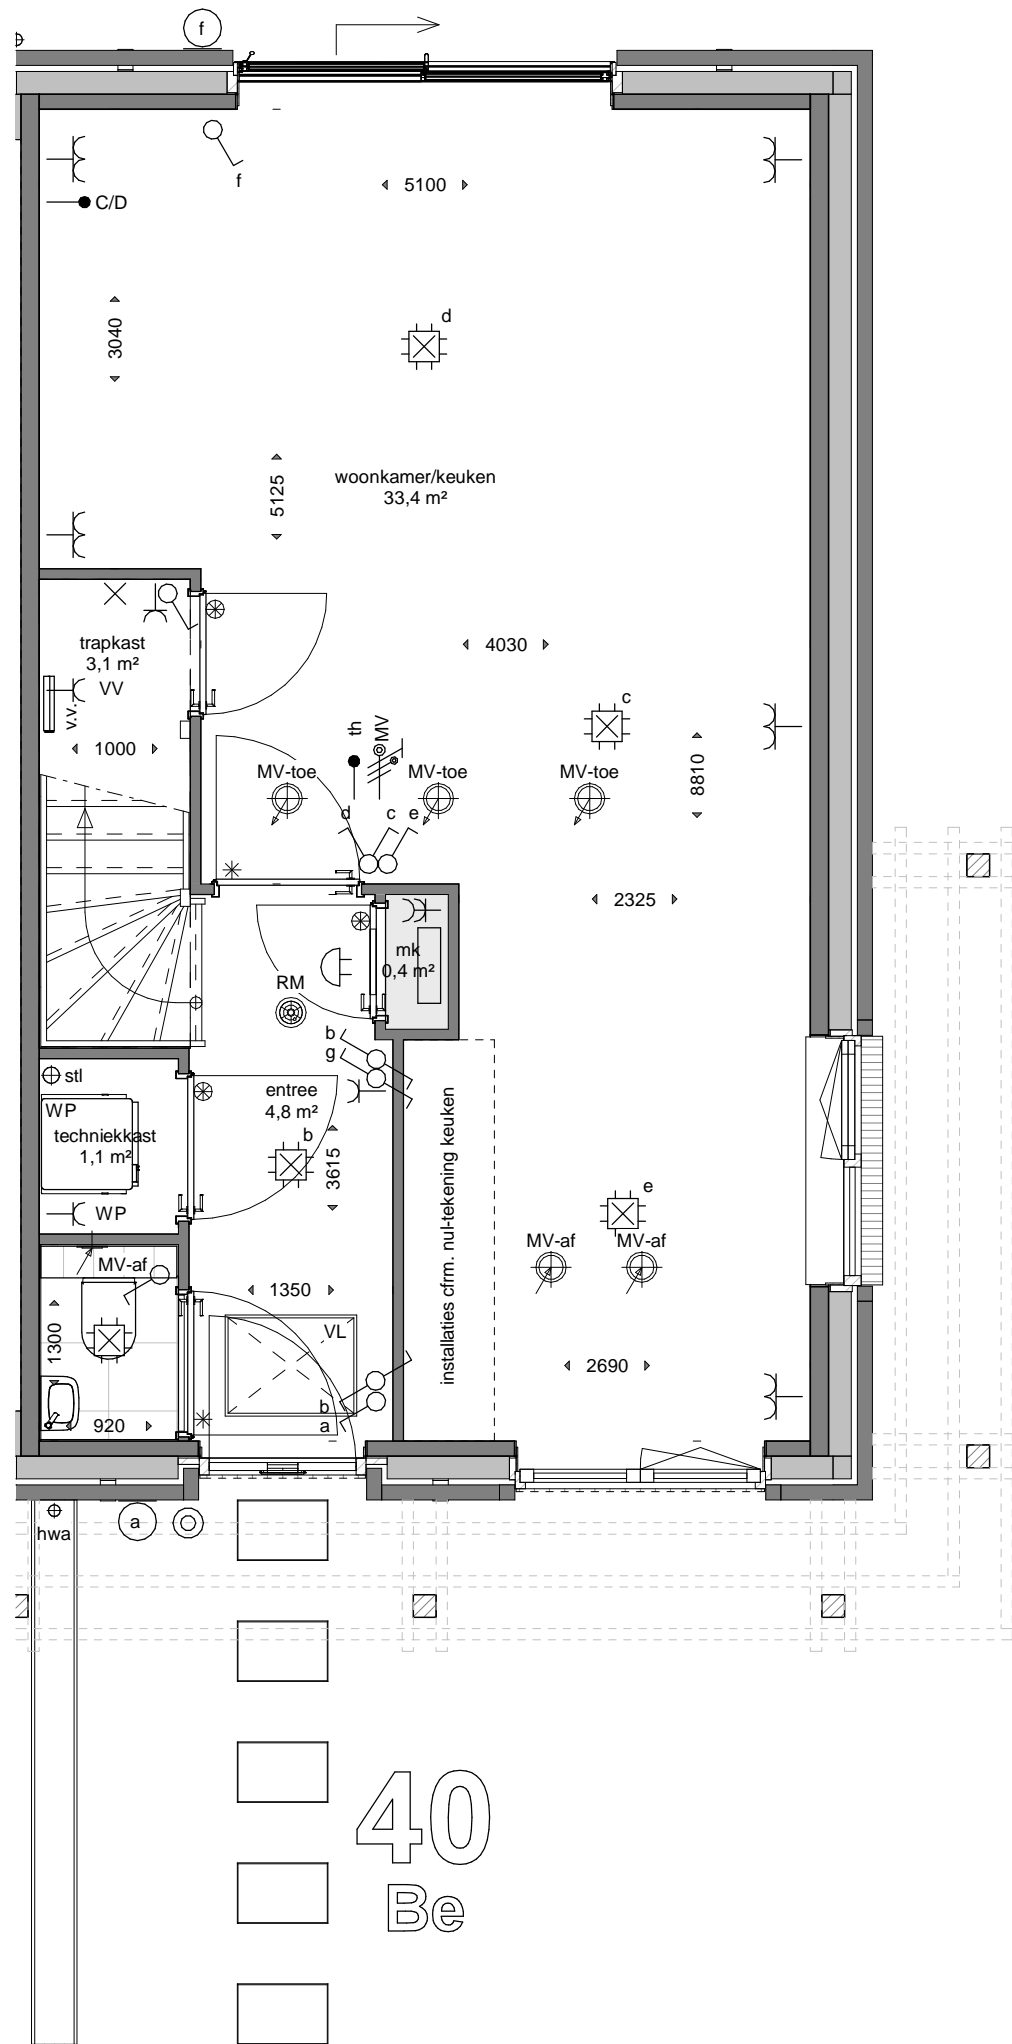 f
f
5100
C/D
3040
d
5125
woonkamer/keuken
33,4 m²
trapkast
3,1 m²
VV
v.v.
1000
4030
c
th
MV
MV-toe
MV-toe
MV-toe
8810
d
c
e
2325
mk
0,4 m²
RM
b
g
stl
WP
techniekkast
1,1 m²
WP
entree
4,8 m²
b
3615
installaties cfrm. nul-tekening keuken
e
MV-af
MV-af
MV-af
1350
1300
VL
2690
b
a
920
hwa
a
40
Be